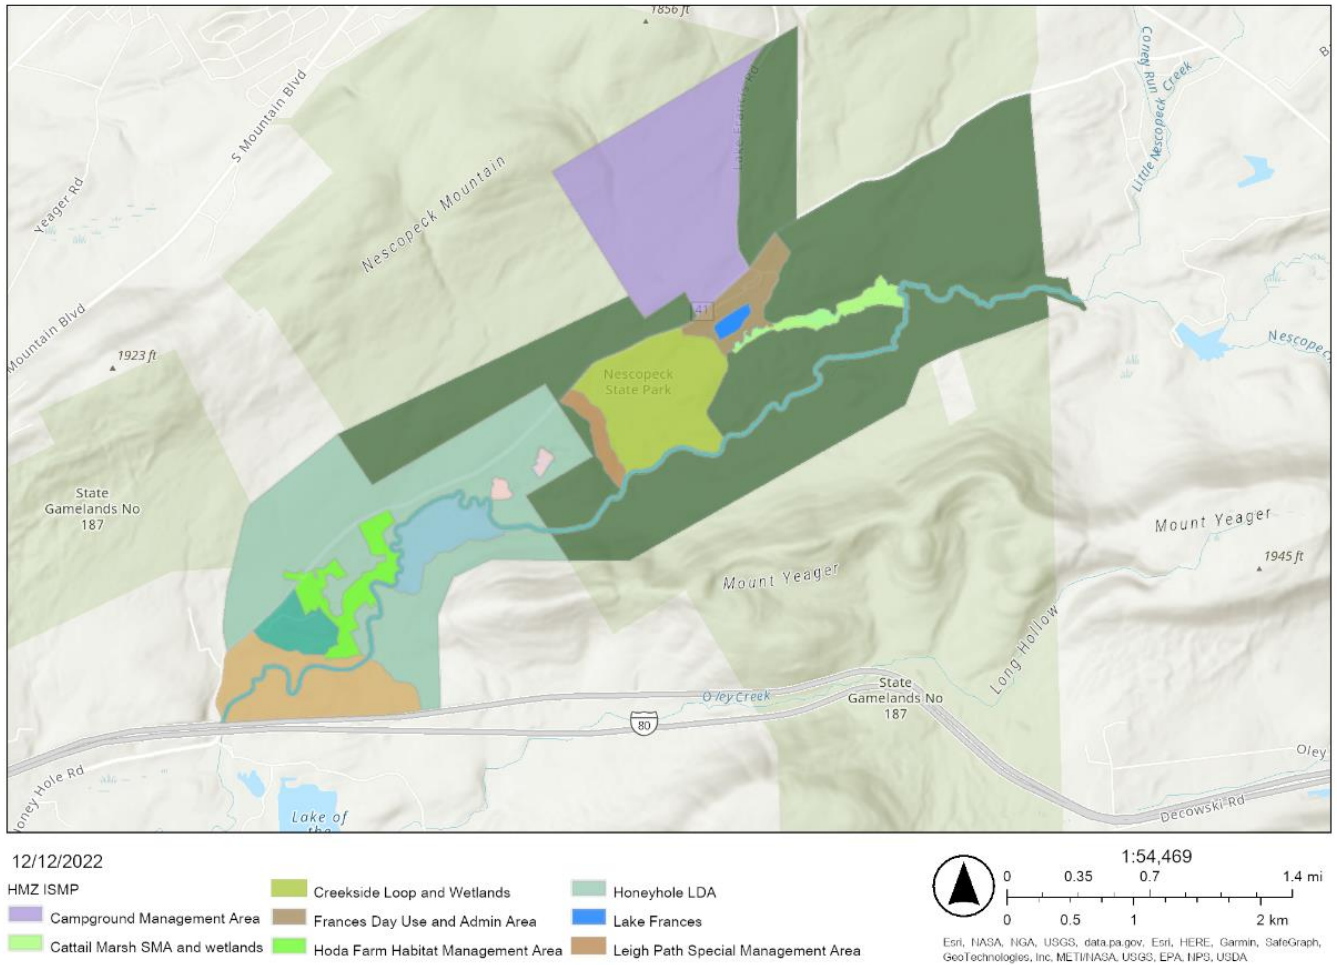 1856 ft
Coney Run
Little Nescopeck Creek
B
S Mountain Blvd
Lake Francis Rd
Yeager Rd
Nescopeck Mountain
Mountain Blvd
41
Nescopeck
1923 ft
Nescopeck
State Park
State
Gamelands No
187
Mount Yeager
1945 ft
Mount Yeager
Long Hollow
Oley Creek
State
Gamelands No
187
80
Oley
Honey Hole Rd
Decowski Rd
Lake of
the
12/12/2022
HMZ ISMP
Campground Management Area
Cattail Marsh SMA and wetlands
Creekside Loop and Wetlands
Frances Day Use and Admin Area
Hoda Farm Habitat Management Area
Honeyhole LDA
Lake Frances
Leigh Path Special Management Area
1:54,469
0 0.35 0.7 1.4 mi
0 0.5 1 2 km
Esri, NASA, NGA, USGS, data.pa.gov, Esri, HERE, Garmin, SafeGraph,
GeoTechnologies, Inc, METI/NASA, USGS, EPA, NPS, USDA